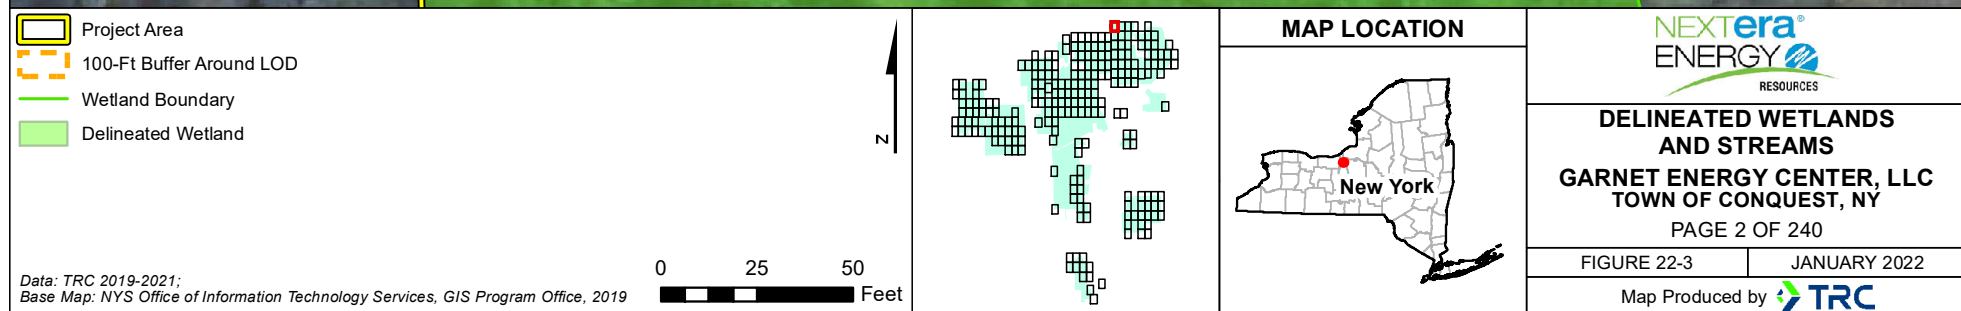 Project Area
100-Ft Buffer Around LOD
Wetland Boundary
Delineated Wetland
Data: TRC 2019-2021;
Base Map: NYS Office of Information Technology Services, GIS Program Office, 2019
N
0 25 50
Feet
MAP LOCATION
New York
NEXTera®
ENERGY
RESOURCES
DELINEATED WETLANDS
AND STREAMS
GARNET ENERGY CENTER, LLC
TOWN OF CONQUEST, NY
PAGE 2 OF 240
FIGURE 22-3 JANUARY 2022
Map Produced by TRC